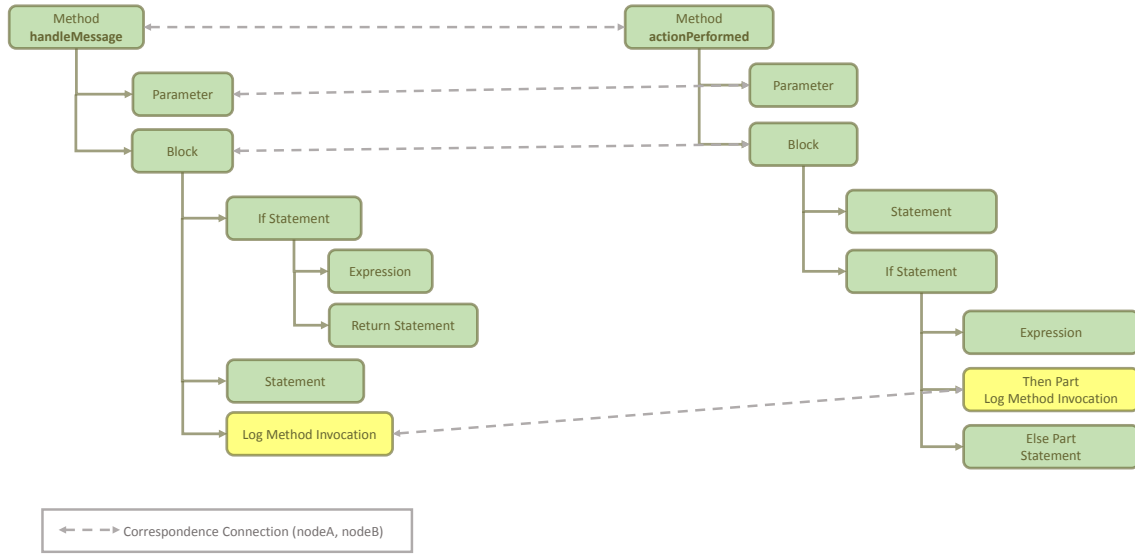 Method
handleMessage
Parameter
Block
If Statement
Expression
Return Statement
Statement
Log Method Invocation
Method
actionPerformed
Parameter
Block
Statement
If Statement
Expression
Then Part
Log Method Invocation
Else Part
Statement
Correspondence Connection (nodeA, nodeB)